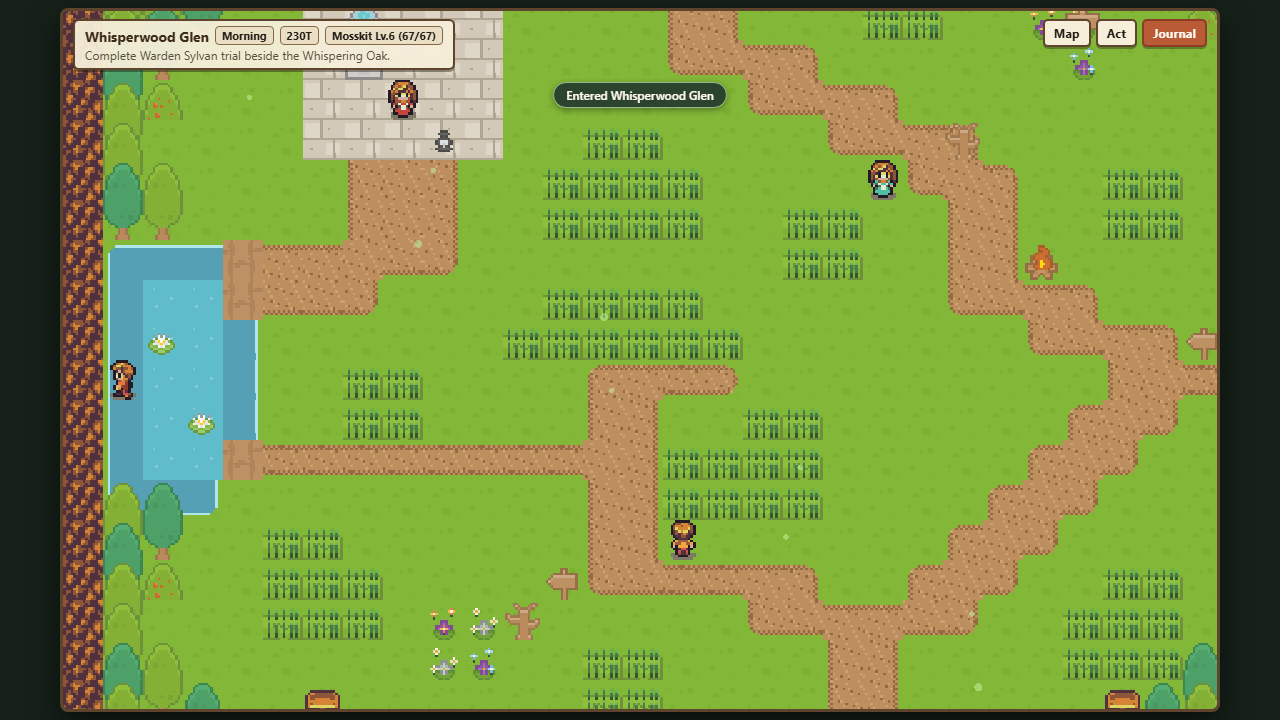 Whisperwood Glen Morning 230T Mosskit Lv.6 (67/67)
Complete Warden Sylvan trial beside the Whispering Oak.
Map Act Journal
Entered Whisperwood Glen